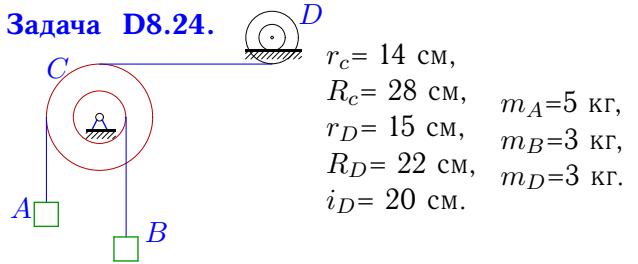 Задача D8.24.
D
C
A
B
r_c= 14 см,
R_c= 28 см,
r_D= 15 см,
R_D= 22 см,
i_D= 20 см.
m_A=5 кг,
m_B=3 кг,
m_D=3 кг.